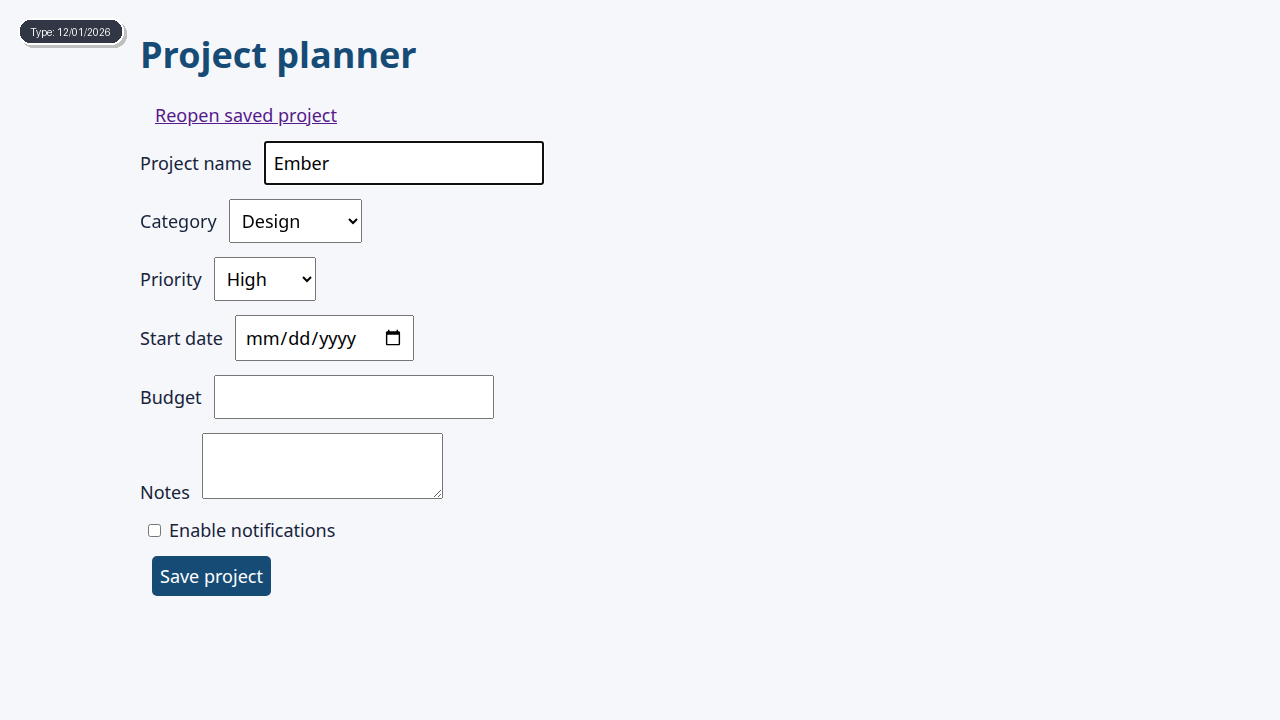 Type: 12/01/2026
Project planner
Reopen saved project
Project name Ember
Category Design
Priority High
Start date mm/dd/yyyy
Budget
Notes
Enable notifications
Save project